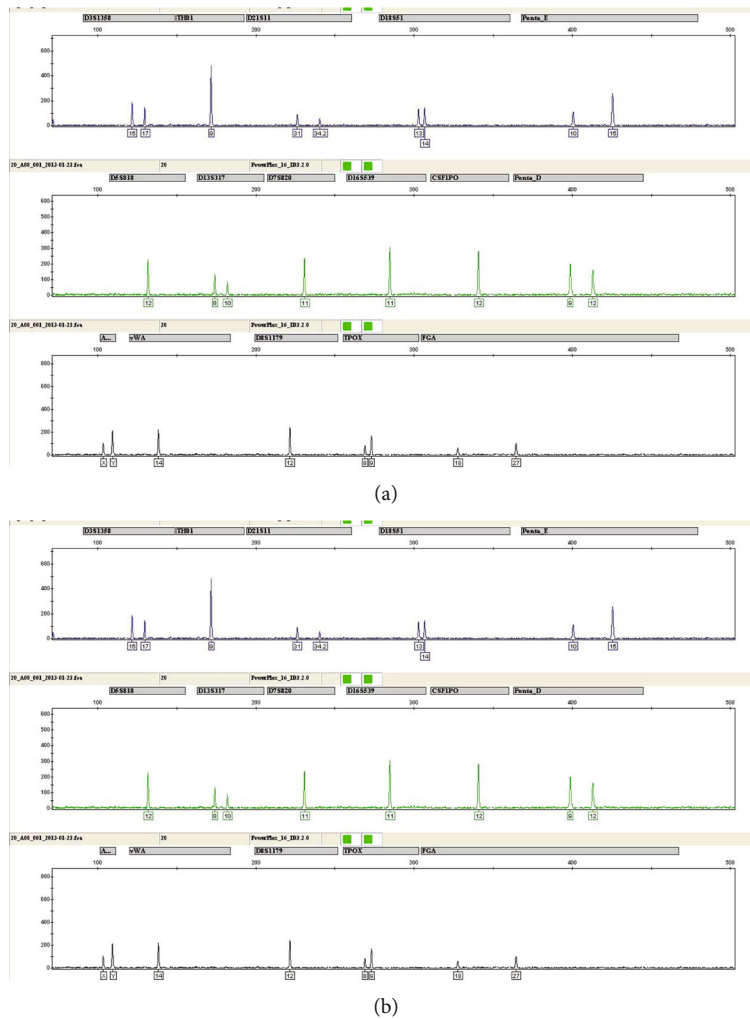 D3S1358 TH01 D21S11 D18S51 Penta_E
100 200 300 400 500
600
400
200
0
15 17 9 31 34.2 13 10 15
14
20_A08_001_2013-01-23.fsa 20 PowerPlex_16_ID3.2.0
D5S818 D13S317 D7S820 D16S539 CSF1PO Penta_D
100 200 300 400 500
600
500
400
300
200
100
0
12 8 10 11 11 12 9 12
20_A08_001_2013-01-23.fsa 20 PowerPlex_16_ID3.2.0
A... vWA D8S1179 TPOX FGA
100 200 300 400 500
800
600
400
200
0
X Y 14 12 8 9 18 27
(a)
D3S1358 TH01 D21S11 D18S51 Penta_E
100 200 300 400 500
600
400
200
0
15 17 9 31 34.2 13 10 15
14
20_A08_001_2013-01-23.fsa 20 PowerPlex_16_ID3.2.0
D5S818 D13S317 D7S820 D16S539 CSF1PO Penta_D
100 200 300 400 500
600
500
400
300
200
100
0
12 8 10 11 11 12 9 12
20_A08_001_2013-01-23.fsa 20 PowerPlex_16_ID3.2.0
A... vWA D8S1179 TPOX FGA
100 200 300 400 500
800
600
400
200
0
X Y 14 12 8 9 18 27
(b)